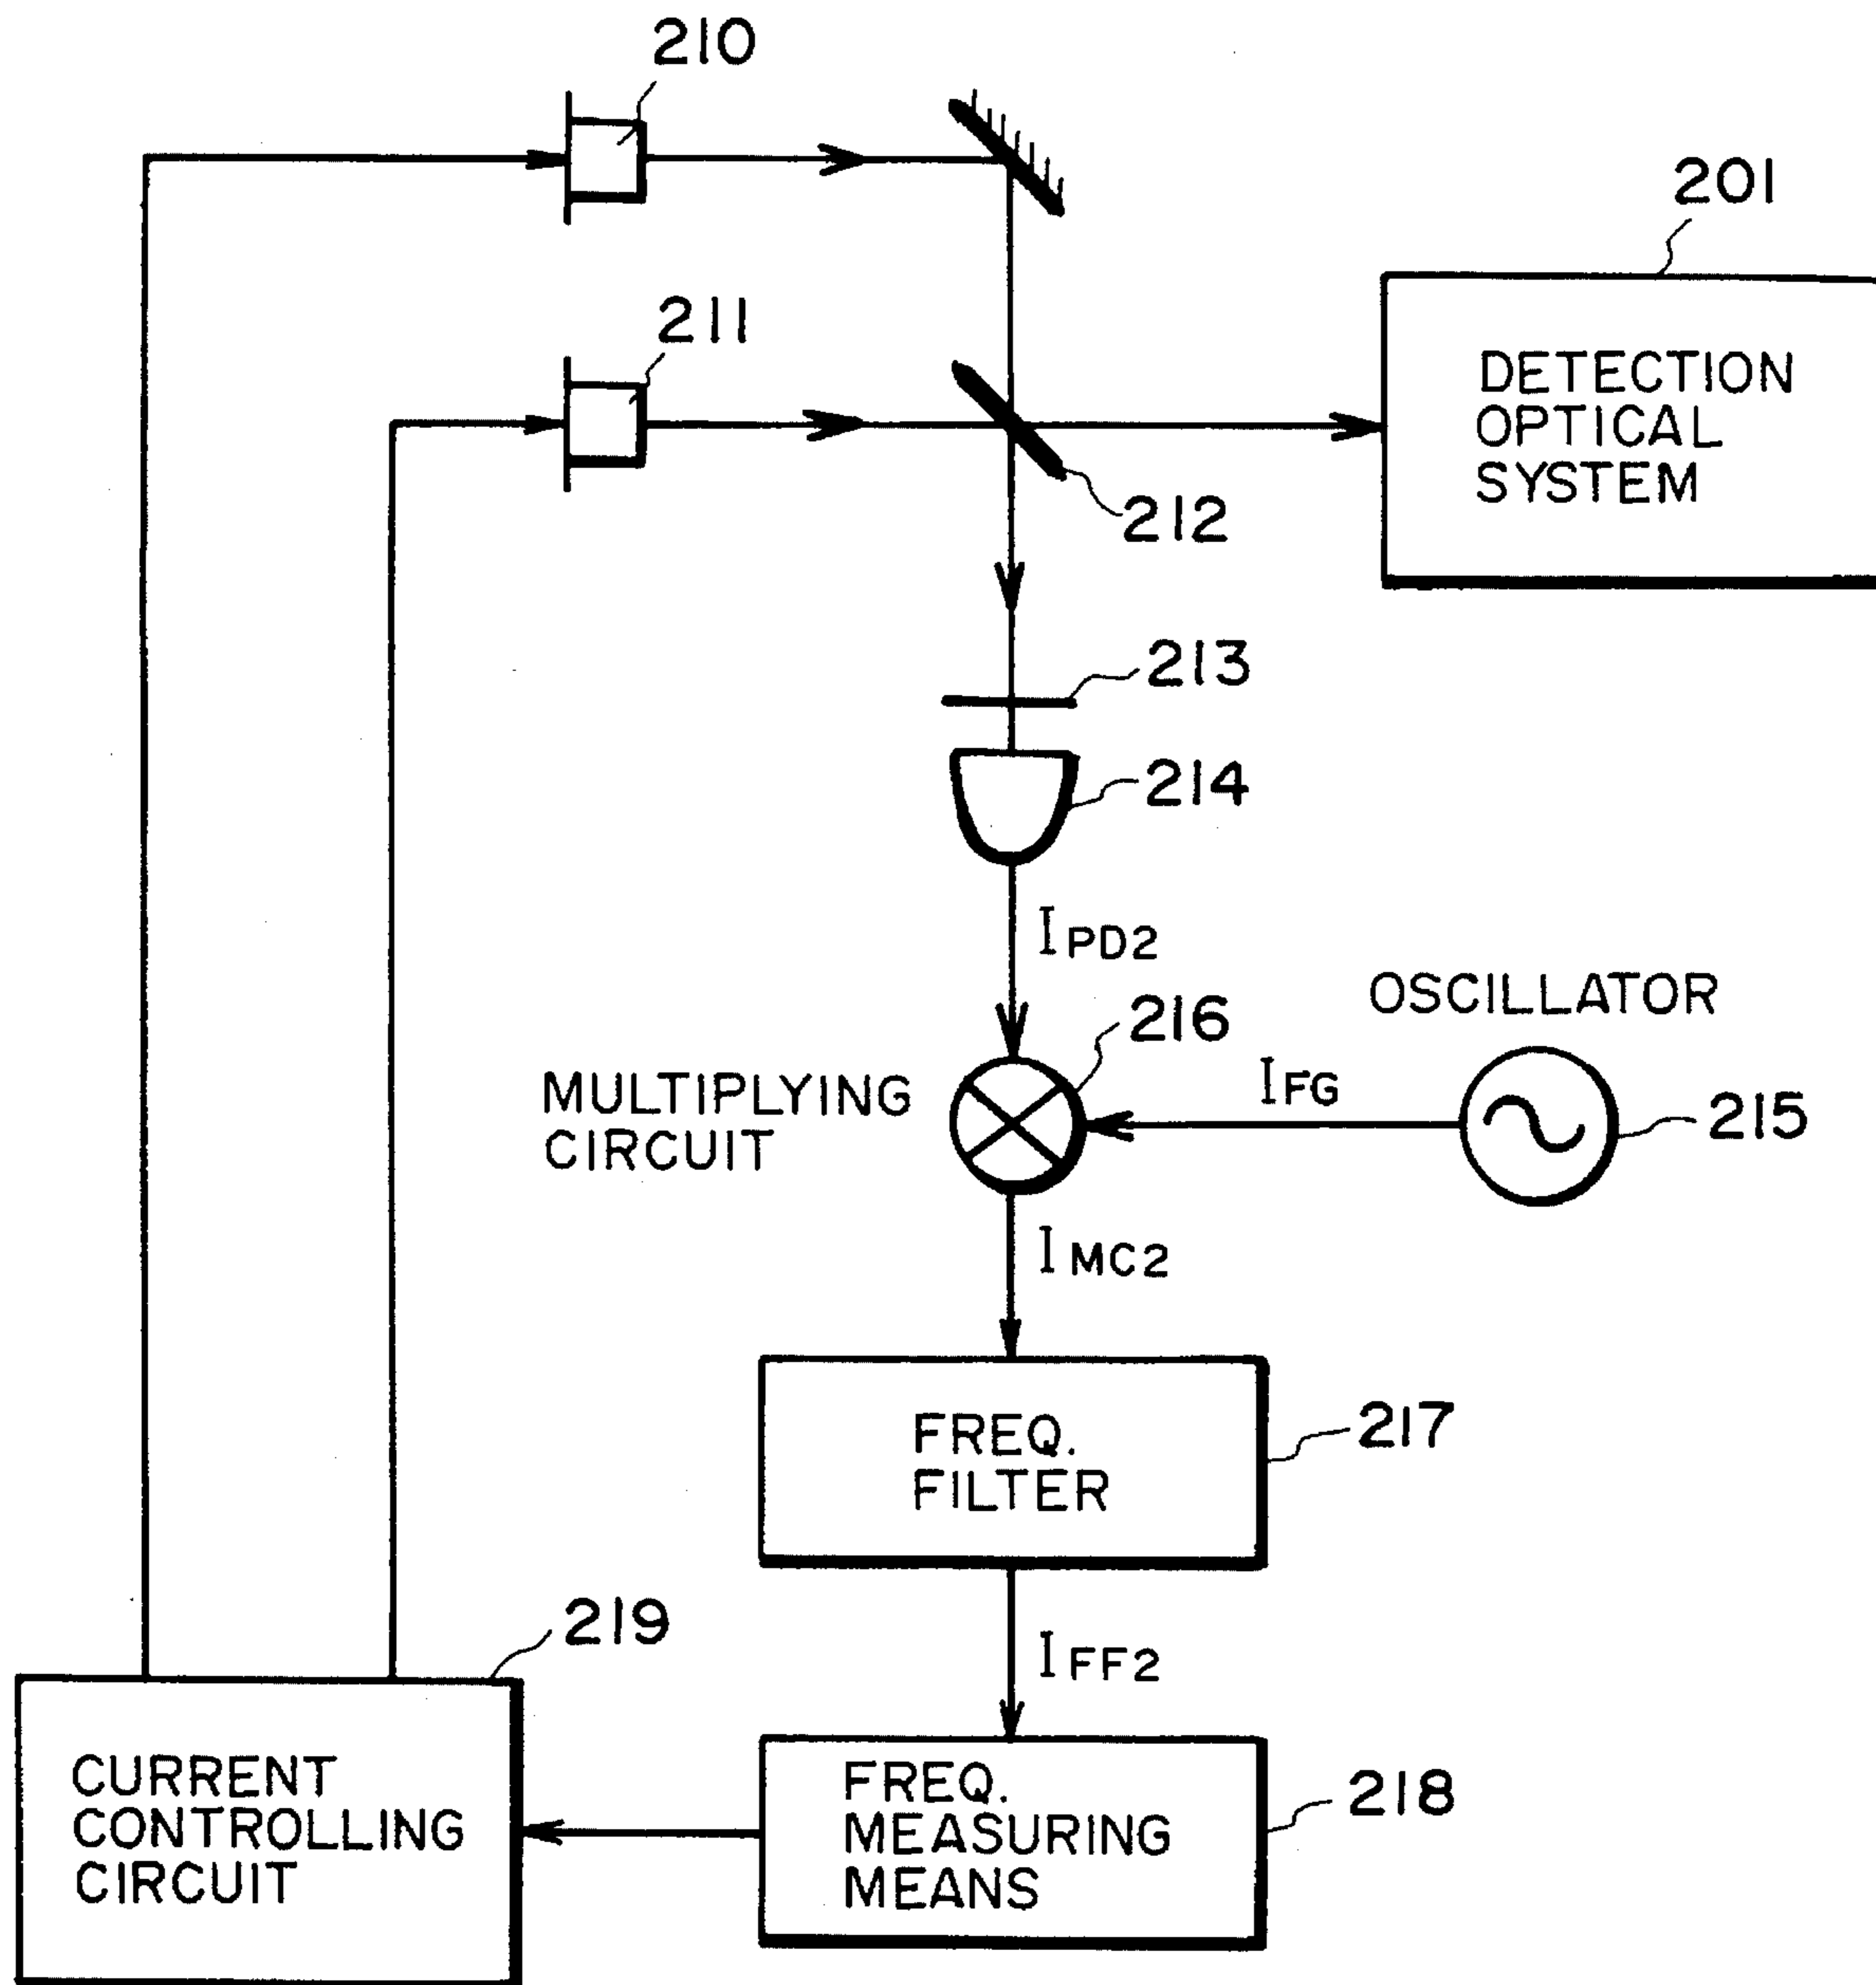 210
201
211
DETECTION
OPTICAL
SYSTEM
212
213
214
IPD2
OSCILLATOR
216
MULTIPLYING
CIRCUIT
IFG
215
IMC2
FREQ.
FILTER
217
219
IFF2
CURRENT
CONTROLLING
CIRCUIT
FREQ.
MEASURING
MEANS
218